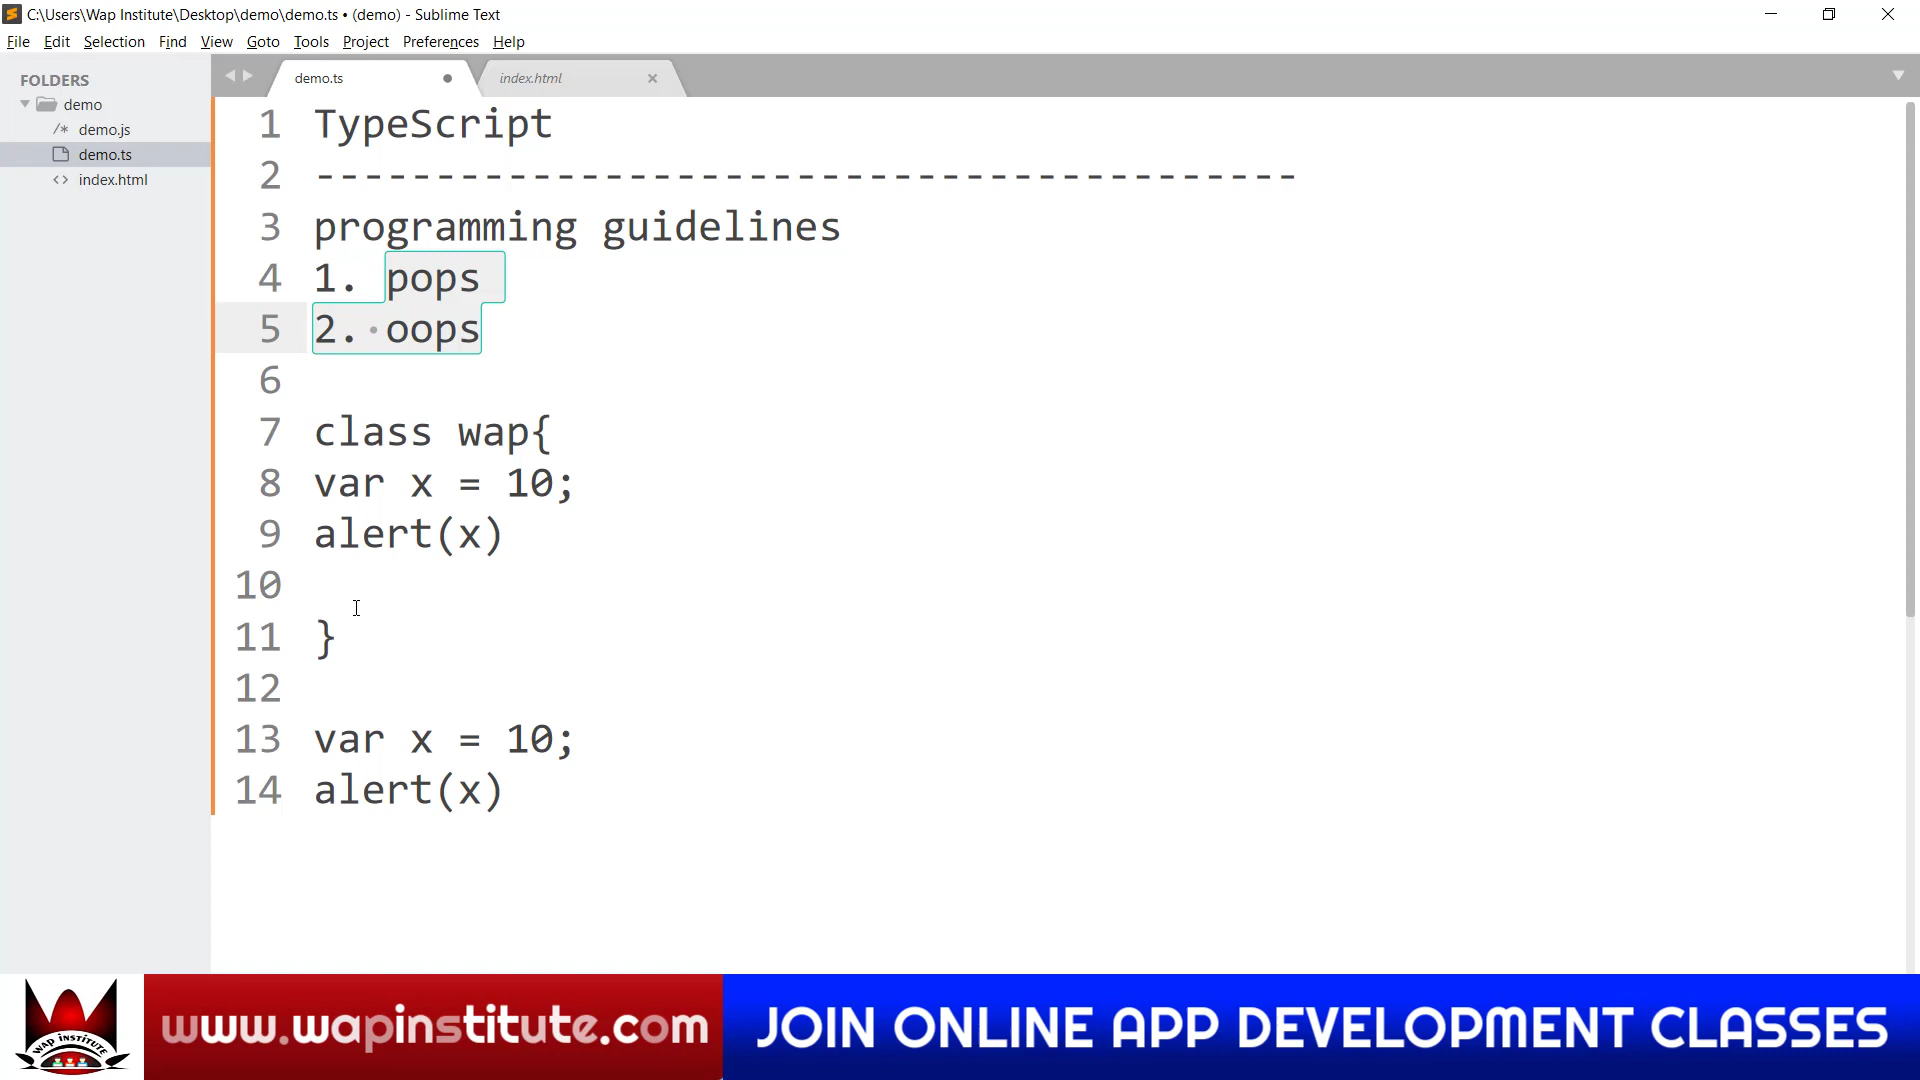 C:\Users\Wap Institute\Desktop\demo\demo.ts • (demo) - Sublime Text
File Edit Selection Find View Goto Tools Project Preferences Help
FOLDERS
demo
/* demo.js
demo.ts
<> index.html
demo.ts
index.html
1 TypeScript
2 -----------------------------------------
3 programming guidelines
4 1. pops
5 2. oops
6
7 class wap{
8 var x = 10;
9 alert(x)
10
11 }
12
13 var x = 10;
14 alert(x)
WAP INSTITUTE
www.wapinstitute.com
JOIN ONLINE APP DEVELOPMENT CLASSES